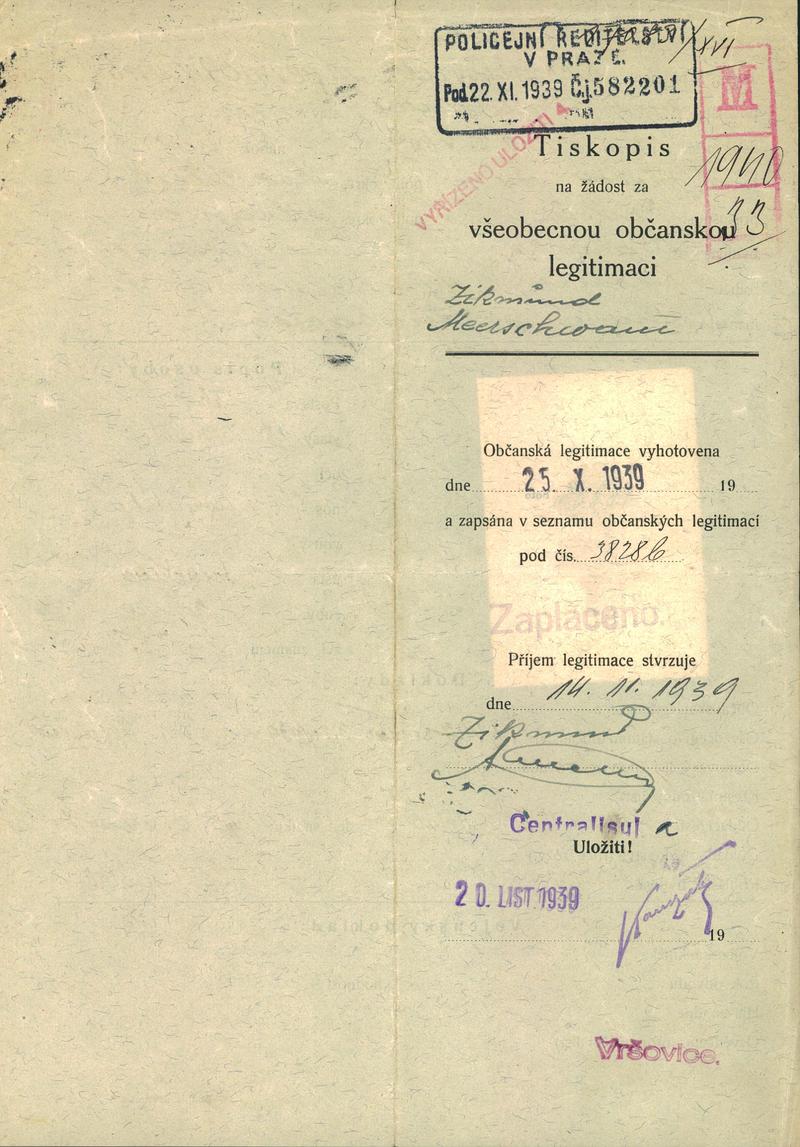 POLICEJNÍ ŘEDITELSTVÍ
V PRAZE.
Pod. 22. XI. 1939 Čj. 582201
XVI
M
VYŘÍZENO ULOŽITI
Tiskopis
1940
na žádost za
33
všeobecnou občanskou
legitimaci
Zikmund
Občanská legitimace vyhotovena
dne 25. X. 1939 19
a zapsána v seznamu občanských legitimací
pod čís. 38286
Zaplaceno.
Příjem legitimace stvrzuje
dne 14. 11. 1939
Zikmund
Uložiti!
20. LIST. 1939
19
Vršovice.